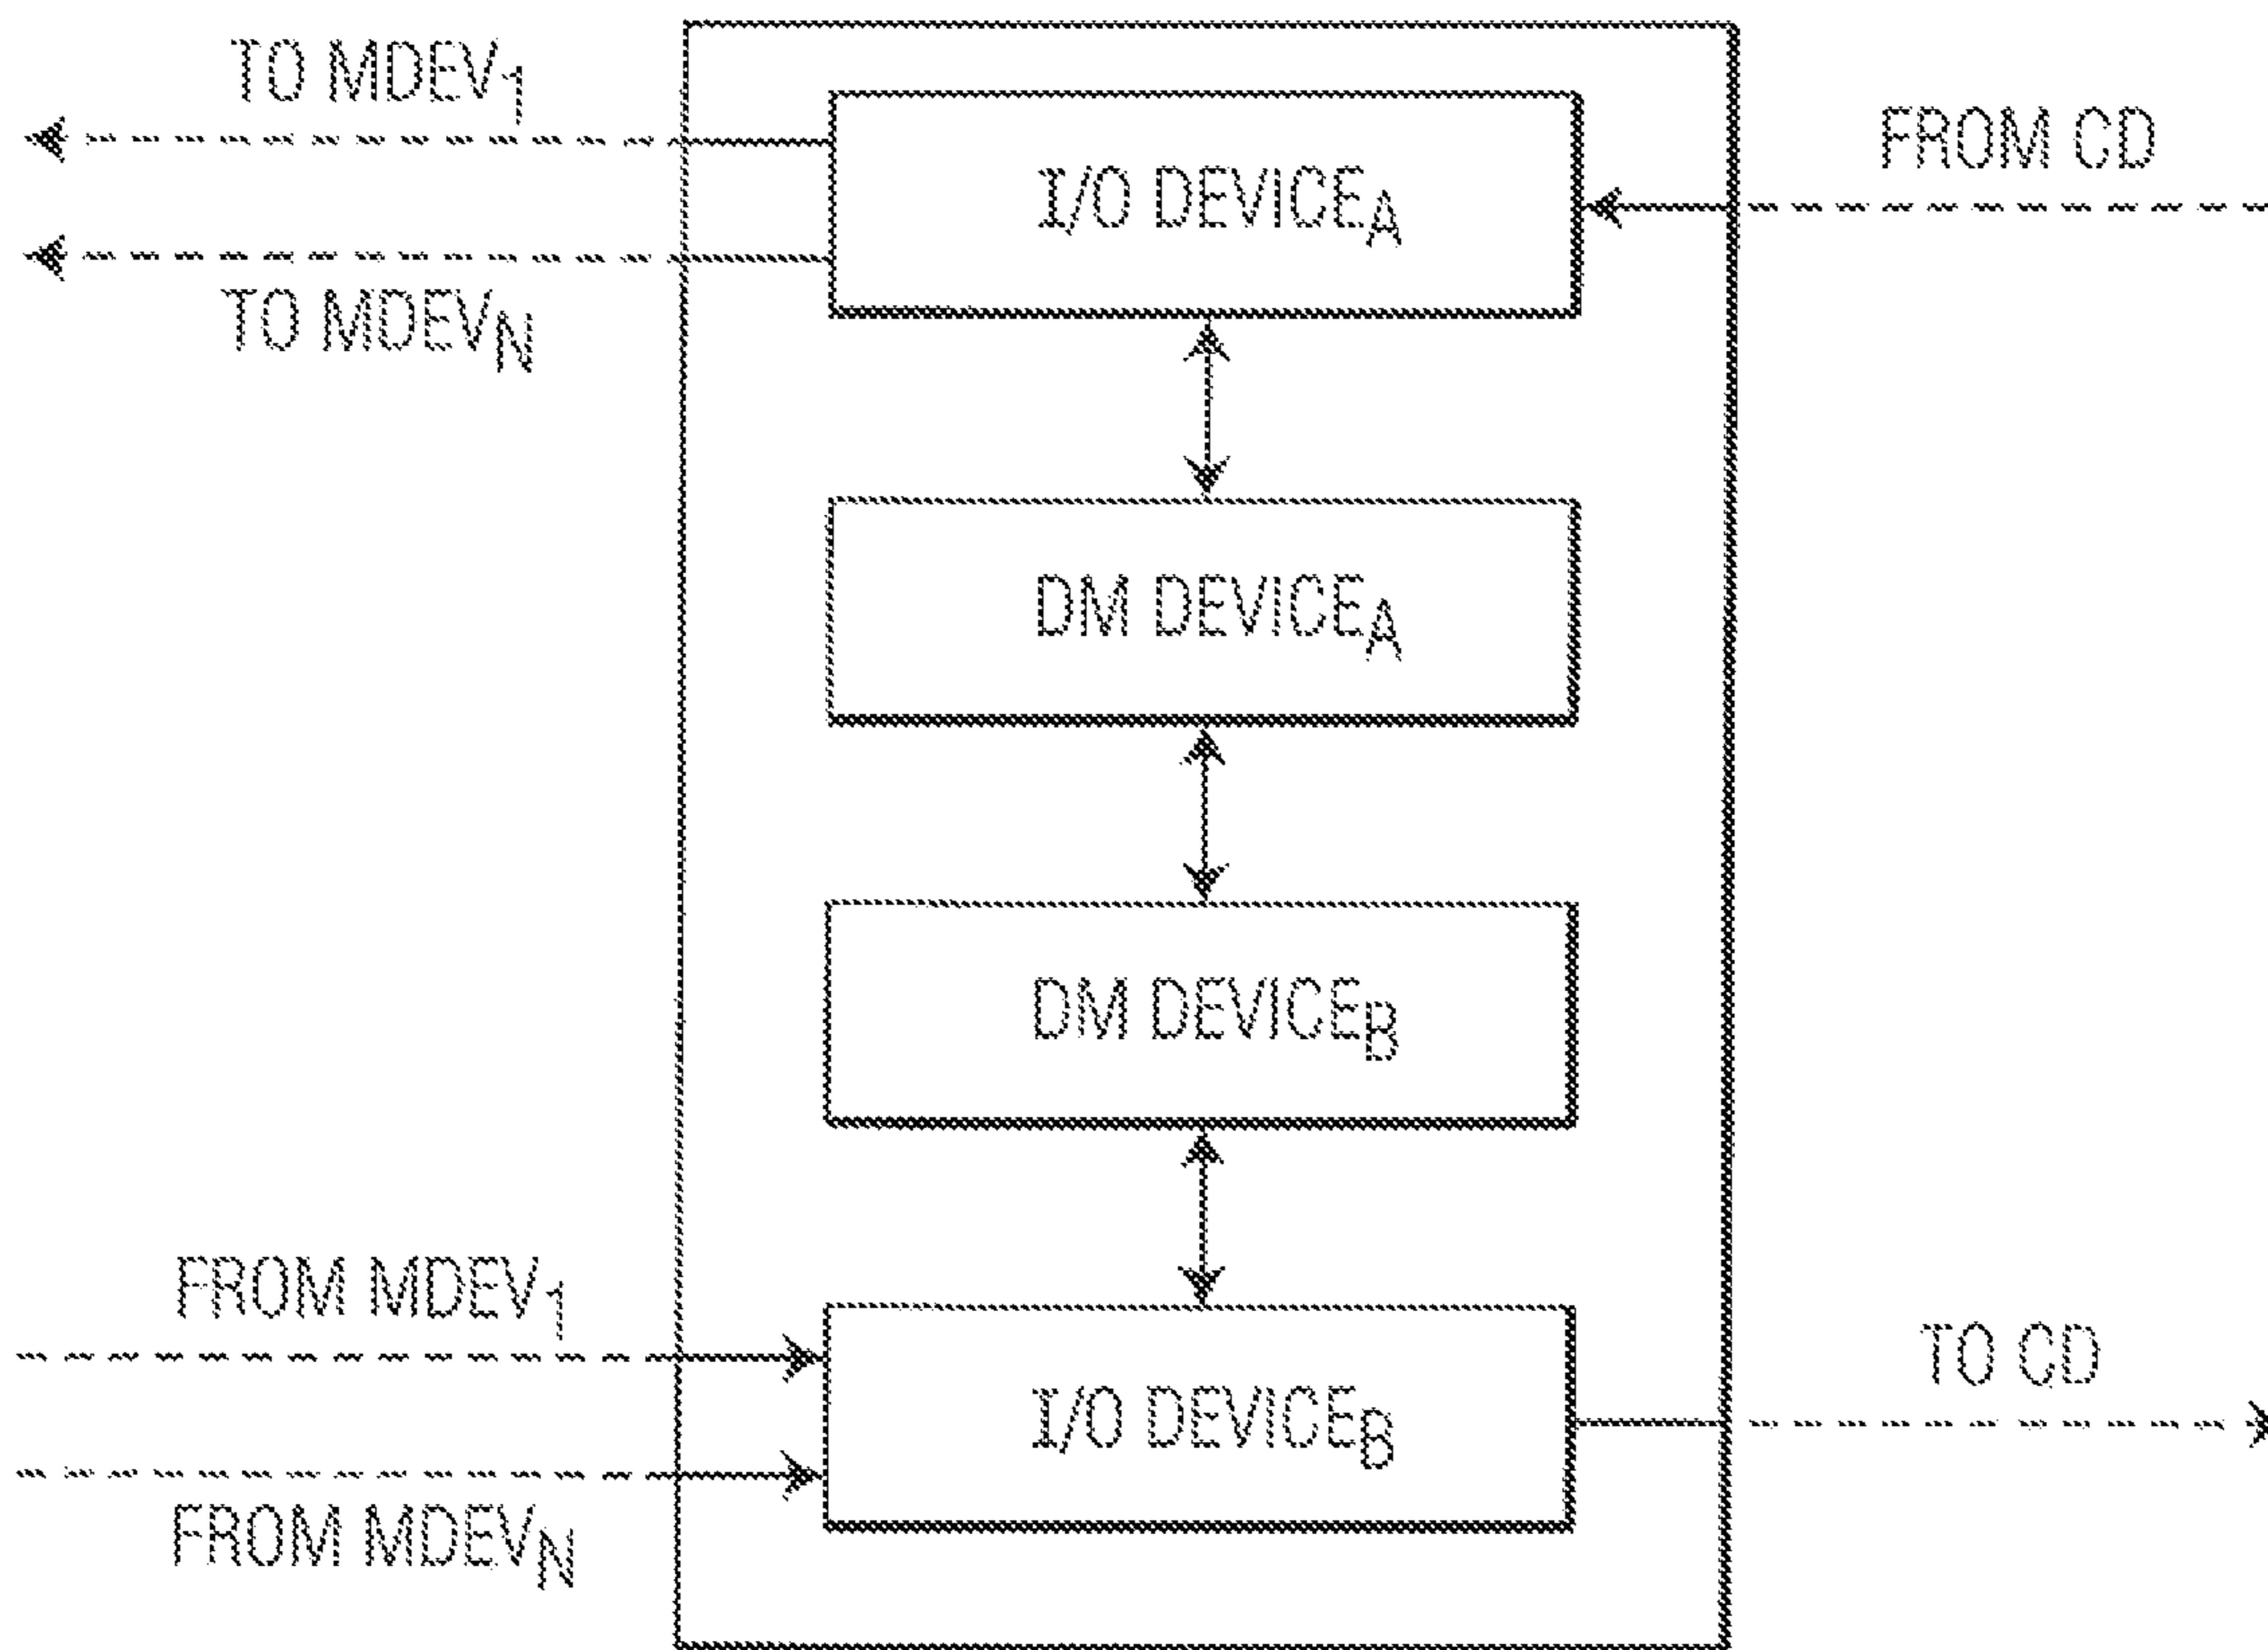 TO MDEV1
FROM CD
I/O DEVICEA
TO MDEVN
DM DEVICEA
DM DEVICEB
FROM MDEV1
TO CD
I/O DEVICEB
FROM MDEVN